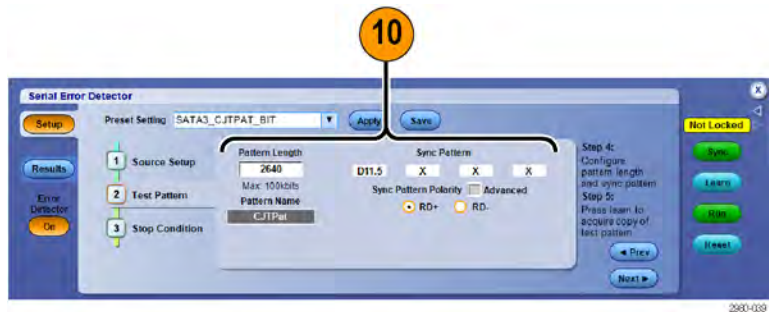 10
Serial Error Detector
X
Setup
Preset Setting SATA3_CJTPAT_BIT Apply Save
Not Locked
Results
Error
Detector
On
1 Source Setup
2 Test Pattern
3 Stop Condition
Pattern Length
2640
Max: 100kbits
Pattern Name
CJTPat
Sync Pattern
D11.5 X X X
Sync Pattern Polarity Advanced
RD+ RD-
Step 4:
Configure
pattern length
and sync pattern
Step 5:
Press learn to
acquire copy of
test pattern
◄ Prev
Next ►
Sync
Learn
Run
Reset
2980-039